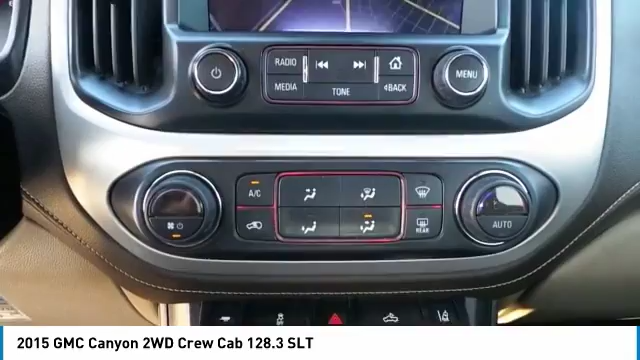 RADIO
MEDIA
TONE
BACK
MENU
A/C
REAR
AUTO
2015 GMC Canyon 2WD Crew Cab 128.3 SLT